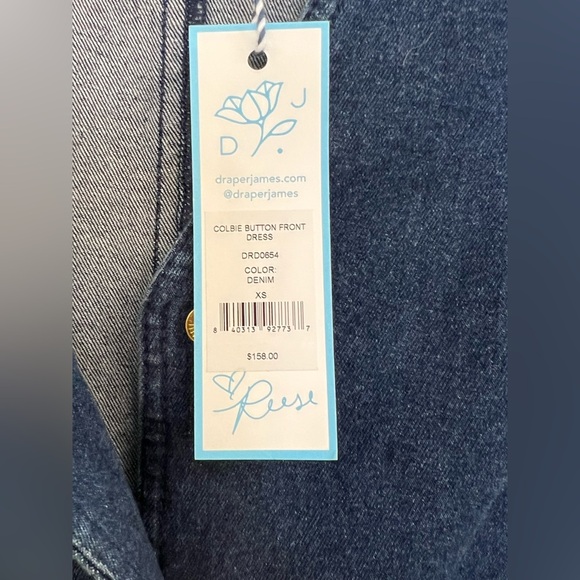 D J
draperjames.com
@draperjames
COLBIE BUTTON FRONT
DRESS
DRD0654
COLOR:
DENIM
XS
8 40313 92773 7
$158.00
Reese